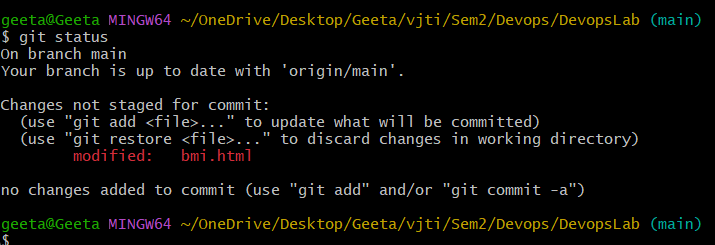 geeta@Geeta MINGW64 ~/OneDrive/Desktop/Geeta/vjti/Sem2/Devops/DevopsLab (main)
$ git status
On branch main
Your branch is up to date with 'origin/main'.

Changes not staged for commit:
  (use "git add <file>..." to update what will be committed)
  (use "git restore <file>..." to discard changes in working directory)
        modified:   bmi.html

no changes added to commit (use "git add" and/or "git commit -a")

geeta@Geeta MINGW64 ~/OneDrive/Desktop/Geeta/vjti/Sem2/Devops/DevopsLab (main)
$